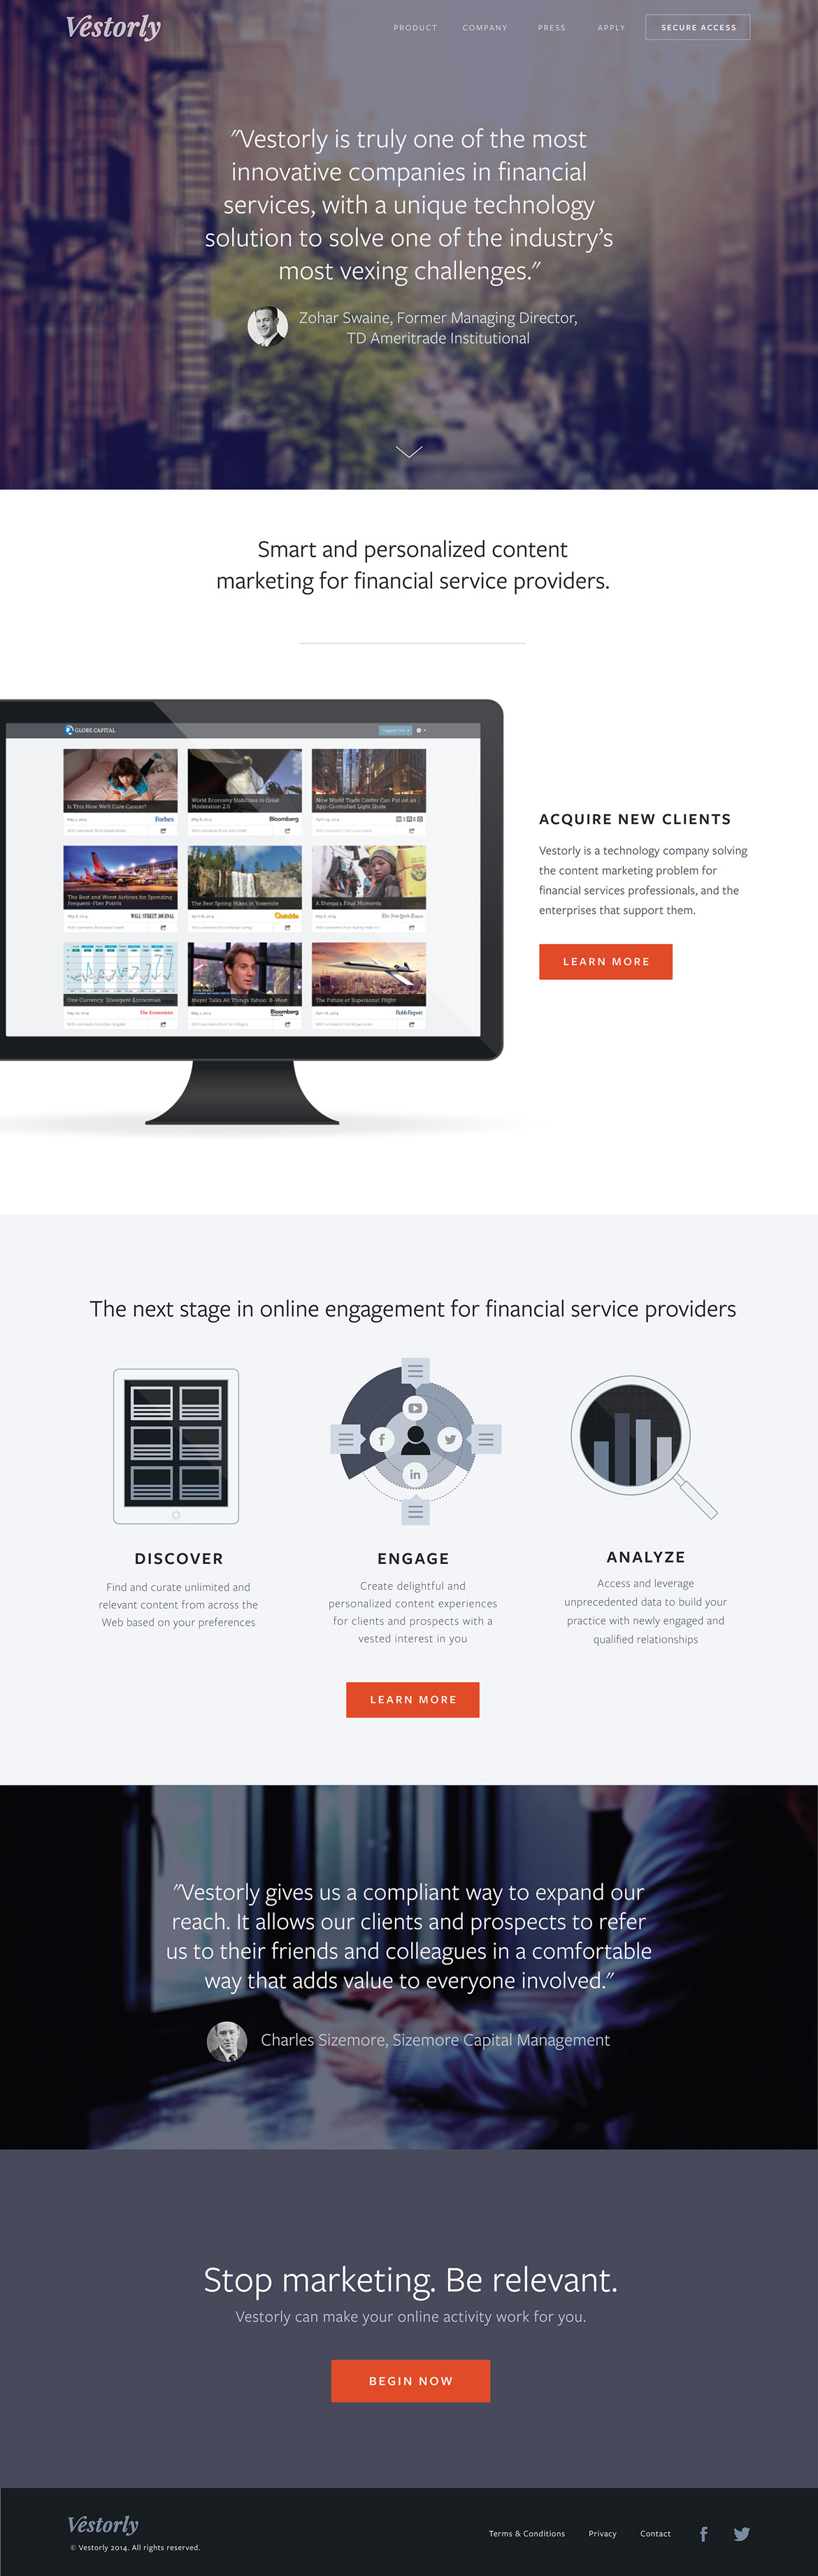 Vestorly
PRODUCT COMPANY PRESS APPLY SECURE ACCESS
"Vestorly is truly one of the most
innovative companies in financial
services, with a unique technology
solution to solve one of the industry's
most vexing challenges."
Zohar Swaine, Former Managing Director,
TD Ameritrade Institutional
Smart and personalized content
marketing for financial service providers.
GLOBE CAPITAL
Is This How We'll Cure Cancer?
May 7, 2014 Forbes
World Economy Stabilizes in Great
Moderation 2.0
May 8, 2014 Bloomberg
New World Trade Center Can Put on an
App-Controlled Light Show
WIRED
The Best and Worst Airlines for Spending
Frequent-Flier Points
WALL STREET JOURNAL
The Best Spring Hikes in Yosemite
Outside
A Sherpa's Final Moments
The New York Times
One Currency, Divergent Economies
The Economist
Mayer Talks All Things Yahoo: B-West
Bloomberg
The Future of Supersonic Flight
Robb Report
ACQUIRE NEW CLIENTS
Vestorly is a technology company solving
the content marketing problem for
financial services professionals, and the
enterprises that support them.
LEARN MORE
The next stage in online engagement for financial service providers
DISCOVER
Find and curate unlimited and
relevant content from across the
Web based on your preferences
ENGAGE
Create delightful and
personalized content experiences
for clients and prospects with a
vested interest in you
ANALYZE
Access and leverage
unprecedented data to build your
practice with newly engaged and
qualified relationships
LEARN MORE
"Vestorly gives us a compliant way to expand our
reach. It allows our clients and prospects to refer
us to their friends and colleagues in a comfortable
way that adds value to everyone involved."
Charles Sizemore, Sizemore Capital Management
Stop marketing. Be relevant.
Vestorly can make your online activity work for you.
BEGIN NOW
Vestorly
© Vestorly 2014. All rights reserved.
Terms & Conditions Privacy Contact